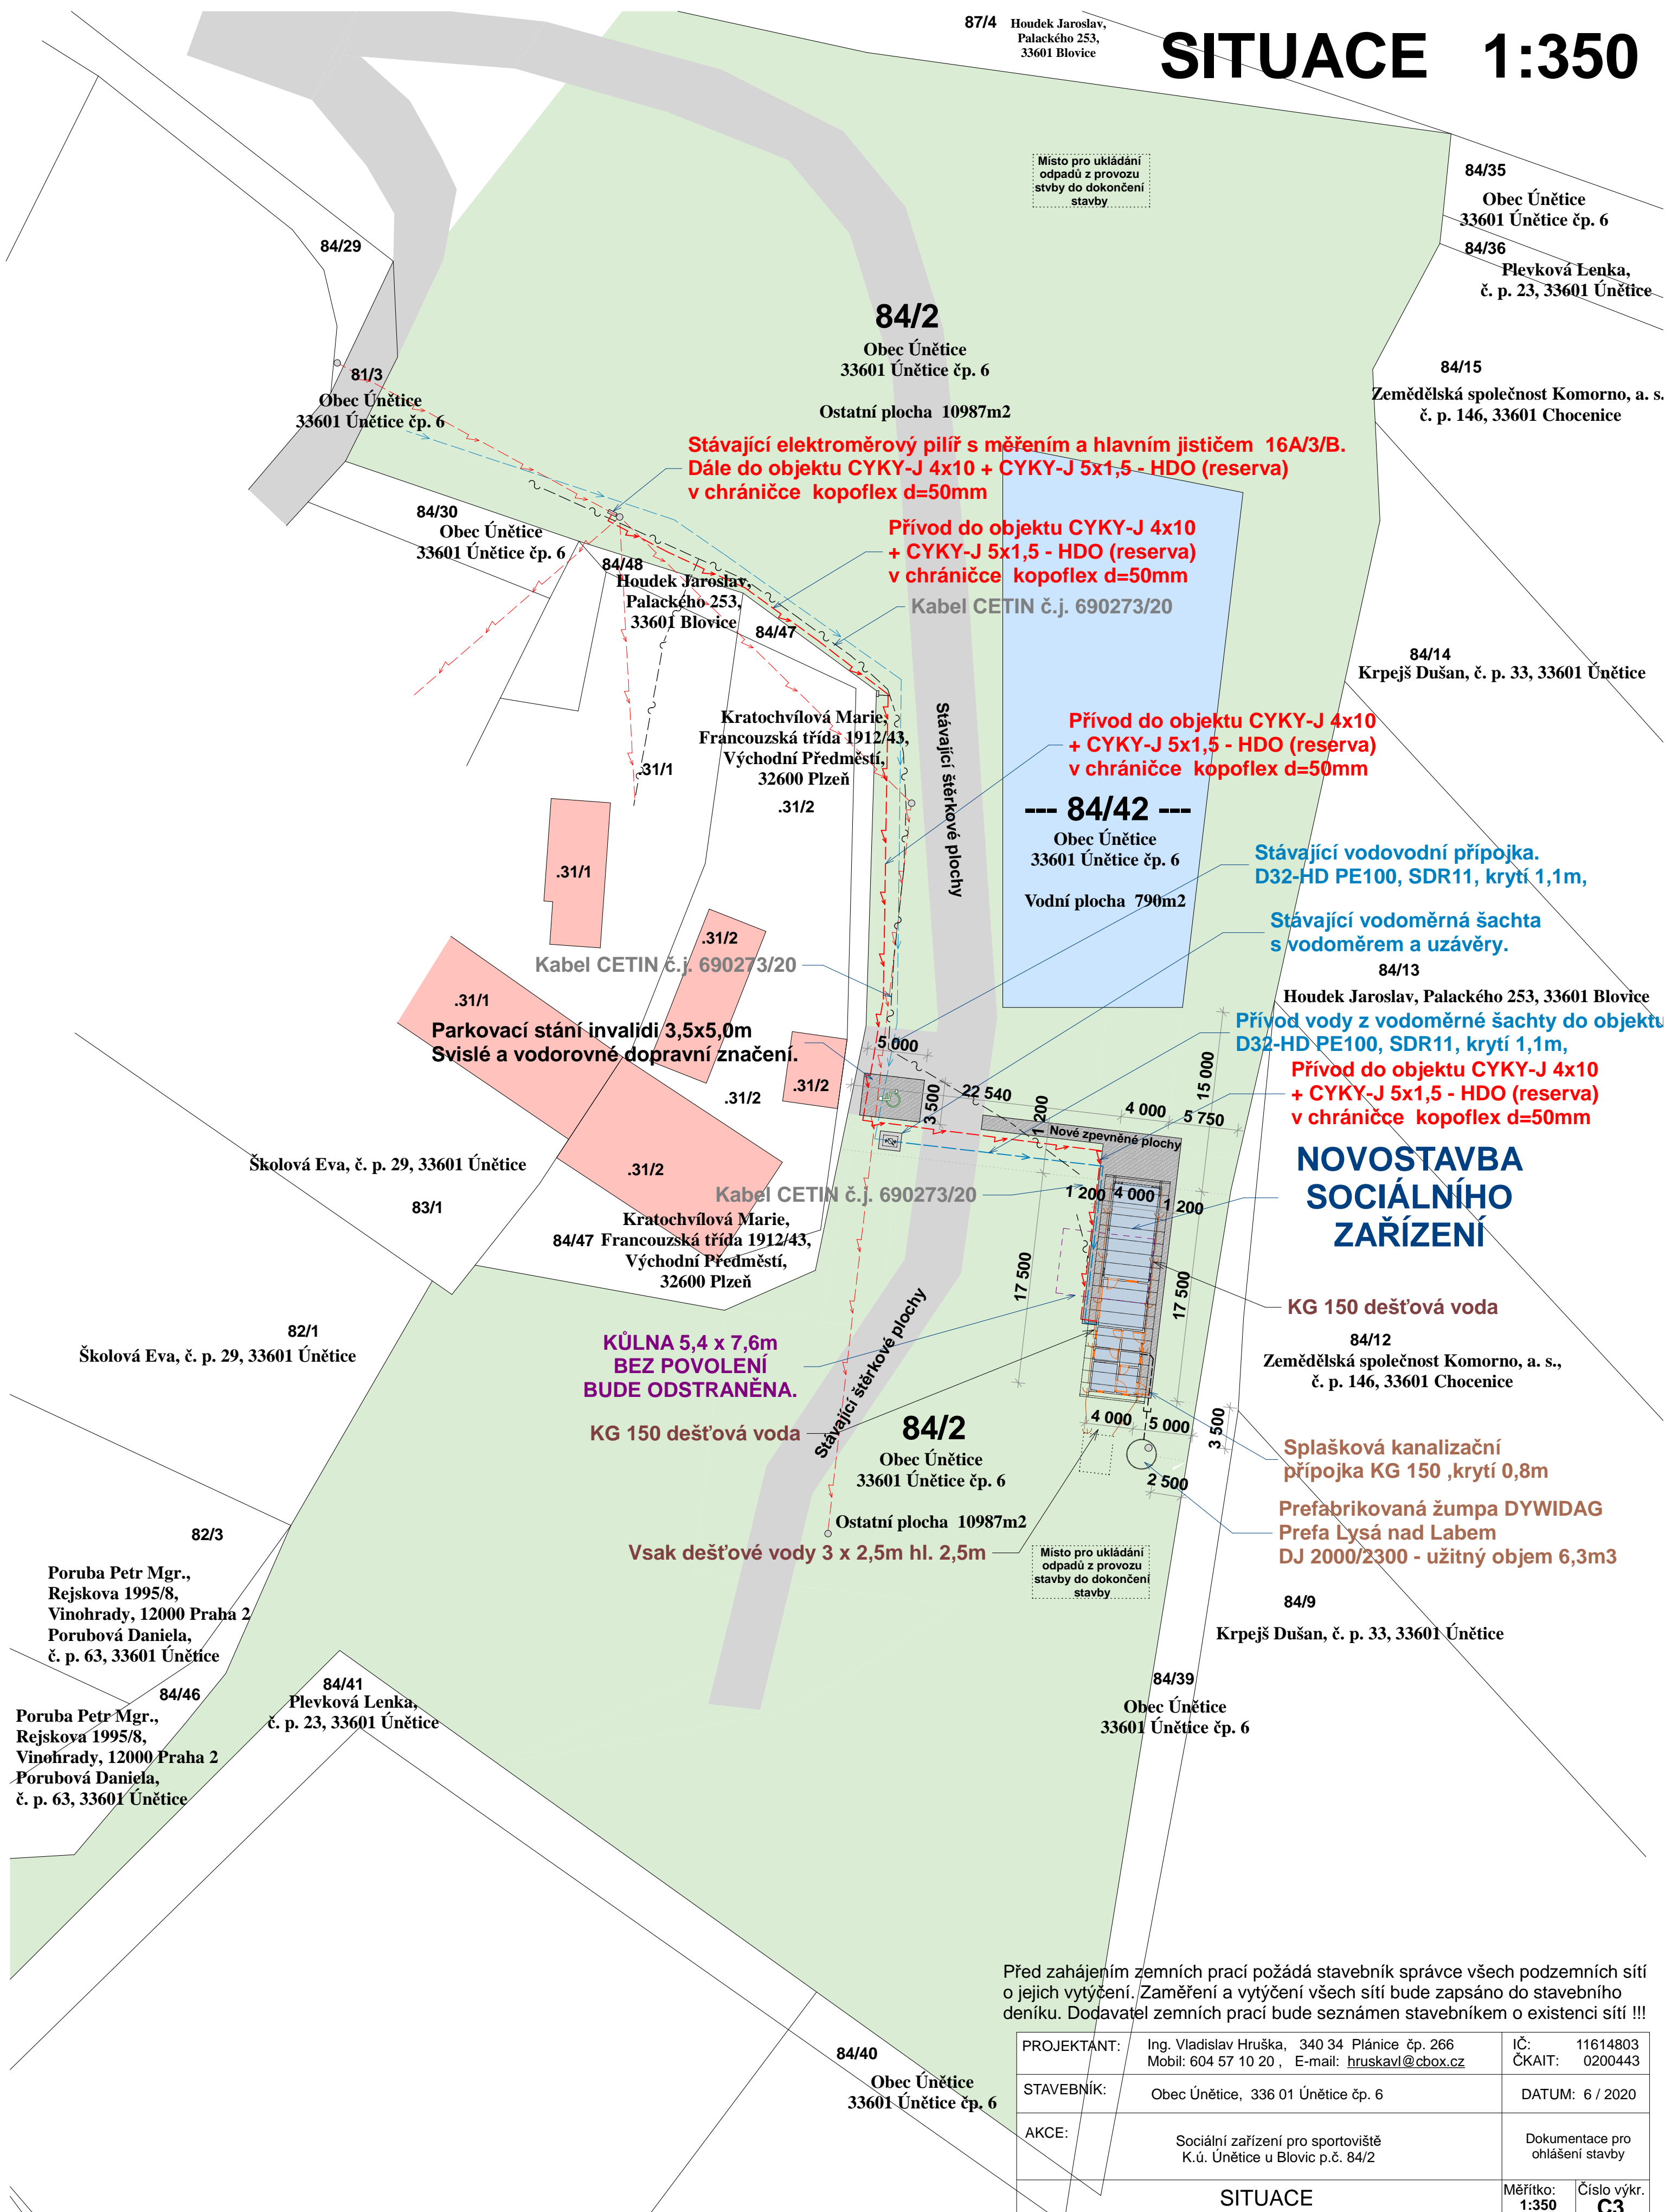 SITUACE 1:350
87/4 Houdek Jaroslav,
Palackého 253,
33601 Blovice
Místo pro ukládání
odpadů z provozu
stvby do dokončení
stavby
84/35
Obec Únětice
33601 Únětice čp. 6
84/36
Plevková Lenka,
č. p. 23, 33601 Únětice
84/29
84/2
Obec Únětice
33601 Únětice čp. 6
Ostatní plocha 10987m2
84/15
Zemědělská společnost Komorno, a. s.
č. p. 146, 33601 Chocenice
81/3
Obec Únětice
33601 Únětice čp. 6
Stávající elektroměrový pilíř s měřením a hlavním jističem 16A/3/B.
Dále do objektu CYKY-J 4x10 + CYKY-J 5x1,5 - HDO (reserva)
v chráničce kopoflex d=50mm
84/30
Obec Únětice
33601 Únětice čp. 6
Přívod do objektu CYKY-J 4x10
+ CYKY-J 5x1,5 - HDO (reserva)
v chráničce kopoflex d=50mm
84/48
Houdek Jaroslav,
Palackého 253,
33601 Blovice
Kabel CETIN č.j. 690273/20
84/47
84/14
Krpejš Dušan, č. p. 33, 33601 Únětice
Kratochvílová Marie,
Francouzská třída 1912/43,
Východní Předměstí,
32600 Plzeň
.31/2
.31/1
Stávající štěrkové plochy
Přívod do objektu CYKY-J 4x10
+ CYKY-J 5x1,5 - HDO (reserva)
v chráničce kopoflex d=50mm
--- 84/42 ---
Obec Únětice
33601 Únětice čp. 6
Vodní plocha 790m2
Stávající vodovodní přípojka.
D32-HD PE100, SDR11, krytí 1,1m,
.31/1
Stávající vodoměrná šachta
s vodoměrem a uzávěry.
.31/2
Kabel CETIN č.j. 690273/20
84/13
Houdek Jaroslav, Palackého 253, 33601 Blovice
.31/1
Parkovací stání invalidi 3,5x5,0m
Svislé a vodorovné dopravní značení.
Přívod vody z vodoměrné šachty do objektu
D32-HD PE100, SDR11, krytí 1,1m,
5 000
15 000
Přívod do objektu CYKY-J 4x10
+ CYKY-J 5x1,5 - HDO (reserva)
v chráničce kopoflex d=50mm
.31/2
.31/2
3 500
22 540
1 200
4 000
5 750
Nové zpevněné plochy
NOVOSTAVBA
SOCIÁLNÍHO
ZAŘÍZENÍ
Školová Eva, č. p. 29, 33601 Únětice
83/1
.31/2
Kabel CETIN č.j. 690273/20
1 200
4 000
1 200
Kratochvílová Marie,
84/47 Francouzská třída 1912/43,
Východní Předměstí,
32600 Plzeň
17 500
17 500
KG 150 dešťová voda
82/1
Školová Eva, č. p. 29, 33601 Únětice
KŮLNA 5,4 x 7,6m
BEZ POVOLENÍ
BUDE ODSTRANĚNA.
Stávající štěrkové plochy
84/12
Zemědělská společnost Komorno, a. s.,
č. p. 146, 33601 Chocenice
KG 150 dešťová voda
84/2
Obec Únětice
33601 Únětice čp. 6
Ostatní plocha 10987m2
4 000
5 000
3 500
2 500
Splašková kanalizační
přípojka KG 150 ,krytí 0,8m
Prefabrikovaná žumpa DYWIDAG
Prefa Lysá nad Labem
DJ 2000/2300 - užitný objem 6,3m3
Vsak dešťové vody 3 x 2,5m hl. 2,5m
Místo pro ukládání
odpadů z provozu
stavby do dokončení
stavby
82/3
Poruba Petr Mgr.,
Rejskova 1995/8,
Vinohrady, 12000 Praha 2
Porubová Daniela,
č. p. 63, 33601 Únětice
84/9
Krpejš Dušan, č. p. 33, 33601 Únětice
84/46
Poruba Petr Mgr.,
Rejskova 1995/8,
Vinohrady, 12000 Praha 2
Porubová Daniela,
č. p. 63, 33601 Únětice
84/41
Plevková Lenka,
č. p. 23, 33601 Únětice
84/39
Obec Únětice
33601 Únětice čp. 6
Před zahájením zemních prací požádá stavebník správce všech podzemních sítí
o jejich vytýčení. Zaměření a vytýčení všech sítí bude zapsáno do stavebního
deníku. Dodavatel zemních prací bude seznámen stavebníkem o existenci sítí !!!
84/40
Obec Únětice
33601 Únětice čp. 6
PROJEKTANT: Ing. Vladislav Hruška, 340 34 Plánice čp. 266
Mobil: 604 57 10 20 , E-mail: hruskavl@cbox.cz
IČ: 11614803
ČKAIT: 0200443
STAVEBNÍK: Obec Únětice, 336 01 Únětice čp. 6
DATUM: 6 / 2020
AKCE: Sociální zařízení pro sportoviště
K.ú. Únětice u Blovic p.č. 84/2
Dokumentace pro
ohlášení stavby
SITUACE
Měřítko:
1:350
Číslo výkr.
C3